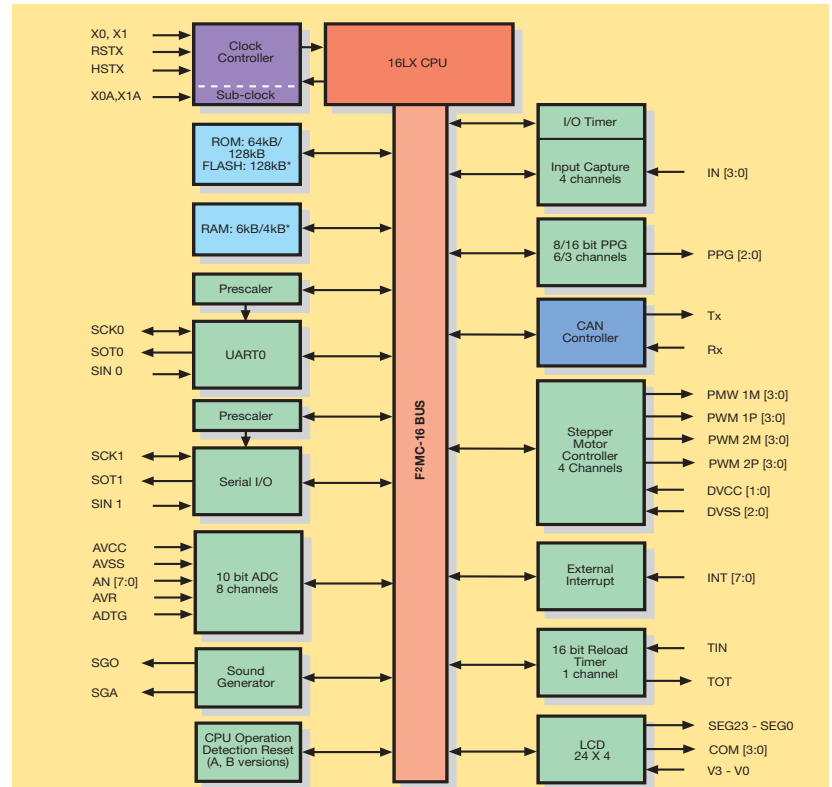 X0, X1
RSTX
HSTX
X0A,X1A
Clock
Controller
Sub-clock
16LX CPU
ROM: 64kB/
128kB
FLASH: 128kB*
RAM: 6kB/4kB*
Prescaler
SCK0
SOT0
SIN 0
UART0
Prescaler
SCK1
SOT1
SIN 1
Serial I/O
AVCC
AVSS
AN [7:0]
AVR
ADTG
10 bit ADC
8 channels
SGO
SGA
Sound
Generator
CPU Operation
Detection Reset
(A, B versions)
F²MC-16 BUS
I/O Timer
Input Capture
4 channels
IN [3:0]
8/16 bit PPG
6/3 channels
PPG [2:0]
CAN
Controller
Tx
Rx
Stepper
Motor
Controller
4 Channels
PMW 1M [3:0]
PWM 1P [3:0]
PWM 2M [3:0]
PWM 2P [3:0]
DVCC [1:0]
DVSS [2:0]
External
Interrupt
INT [7:0]
16 bit Reload
Timer
1 channel
TIN
TOT
LCD
24 X 4
SEG23 - SEG0
COM [3:0]
V3 - V0